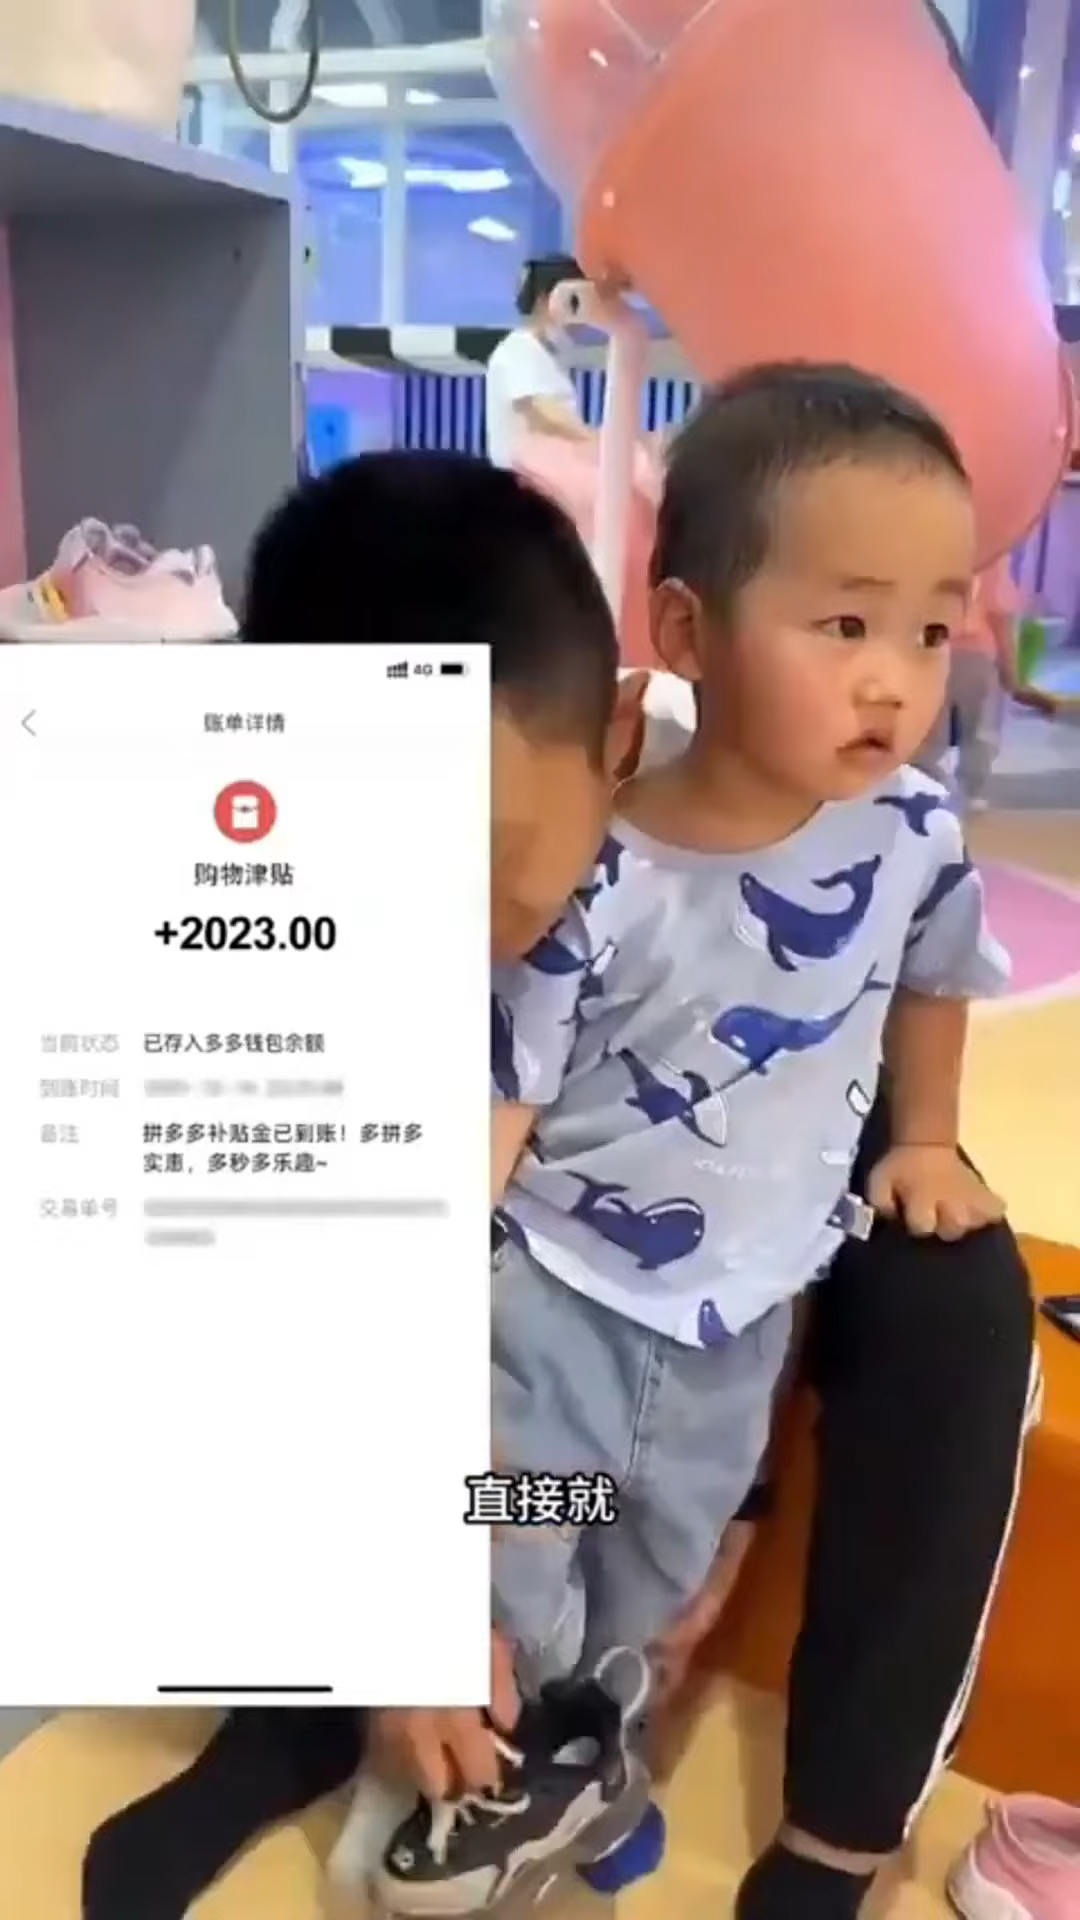 4G
账单详情
购物津贴
+2023.00
当前状态 已存入多多钱包余额
到账时间
备注 拼多多补贴金已到账！多拼多
实惠，多秒多乐趣~
交易单号
直接就